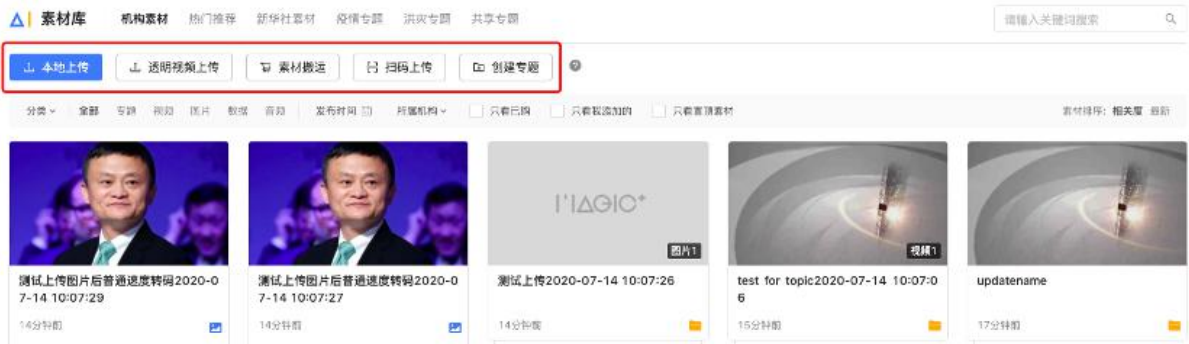 素材库
机构素材 热门推荐 新华社素材 疫情专题 洪灾专题 共享专题
请输入关键词搜索
本地上传 透明视频上传 素材搬运 扫码上传 创建专题
分类 全部 专题 视频 图片 数据 音频 发布时间 所属机构 只看已购 只看我添加的 只看置顶素材 素材排序: 相关度 最新
I'IAGIC+
图片1
视频1
测试上传图片后普通速度转码2020-0
7-14 10:07:29
14分钟前
测试上传图片后普通速度转码2020-0
7-14 10:07:27
14分钟前
测试上传2020-07-14 10:07:26
14分钟前
test for topic2020-07-14 10:07:0
6
15分钟前
updatename
17分钟前